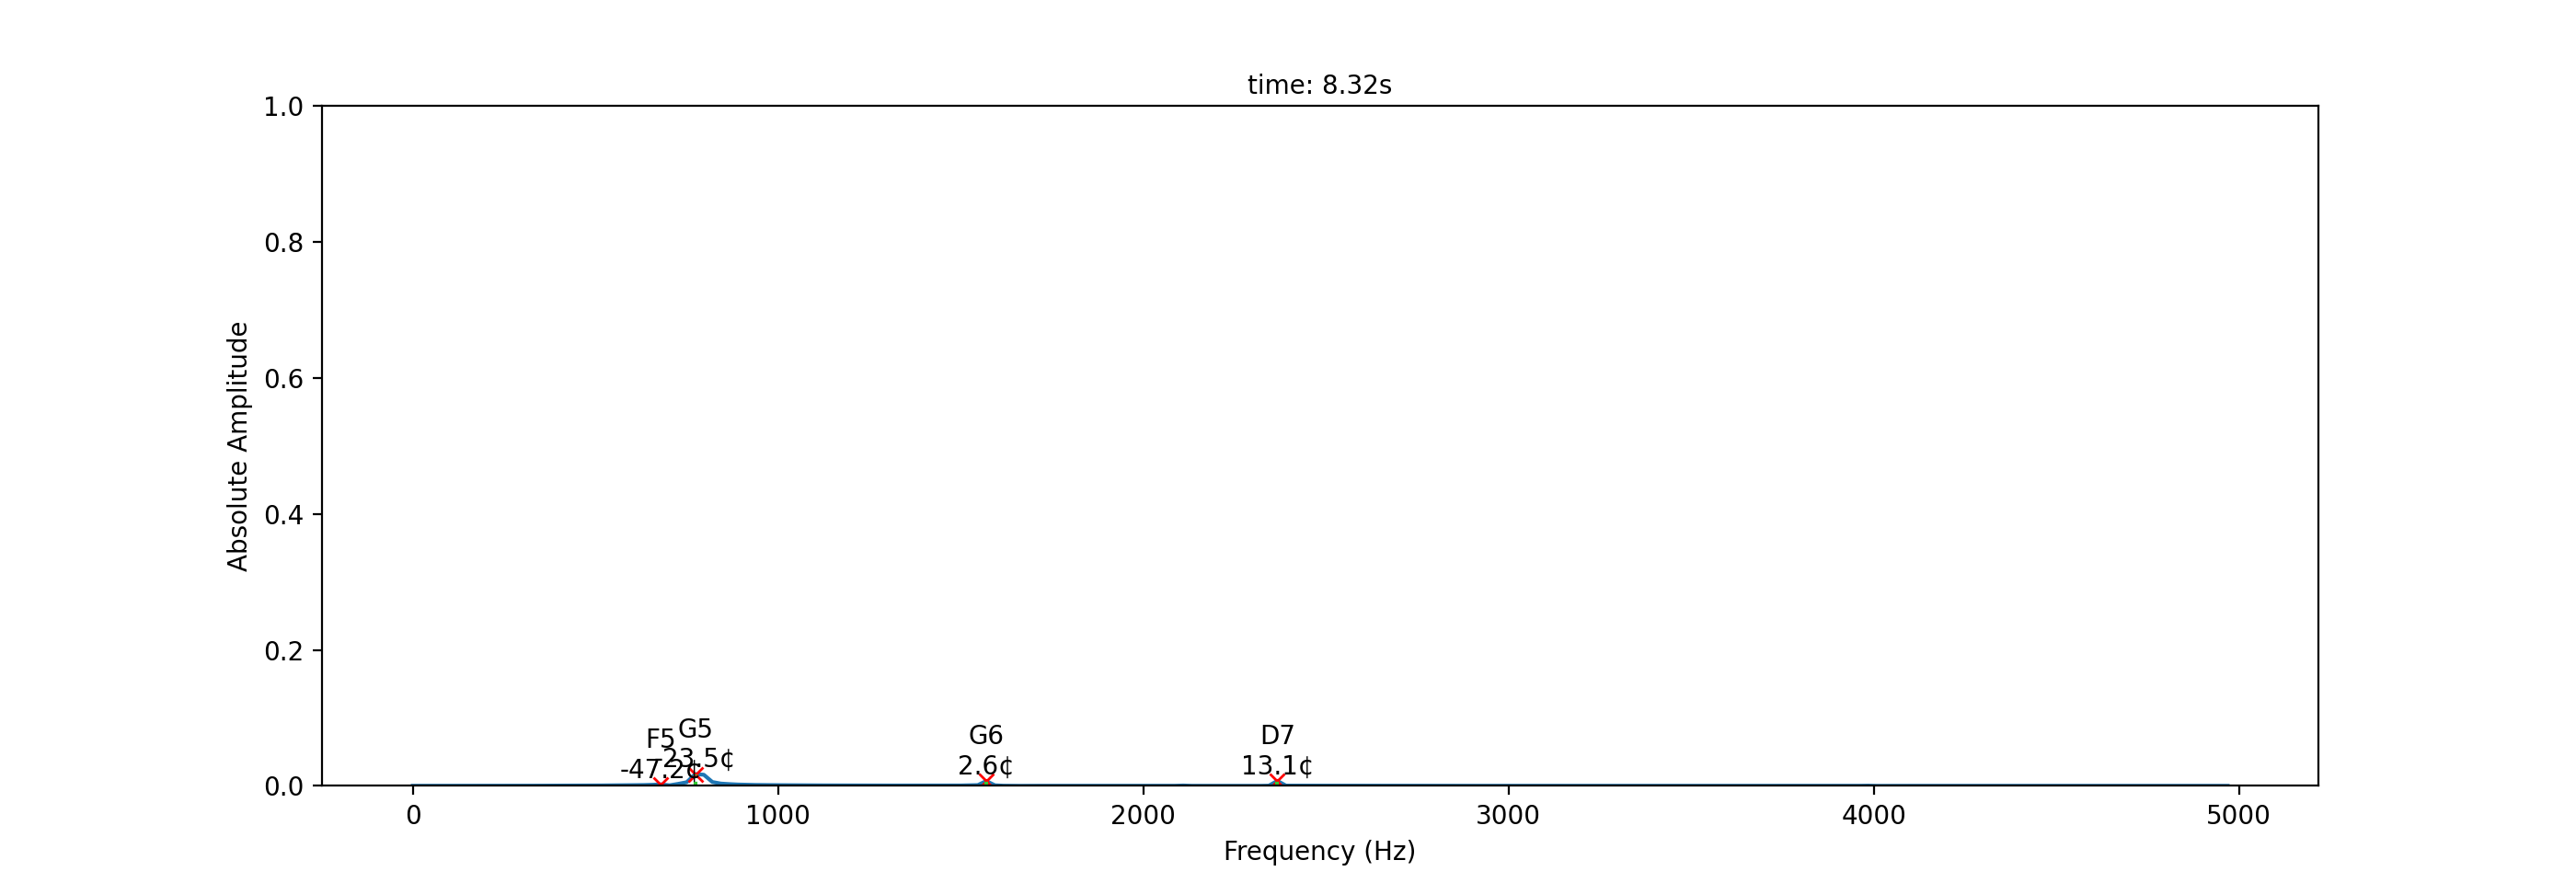 time: 8.32s
1.0
0.8
0.6
0.4
0.2
0.0
Absolute Amplitude
F5
-47.2¢
G5
23.5¢
G6
2.6¢
D7
13.1¢
0
1000
2000
3000
4000
5000
Frequency (Hz)